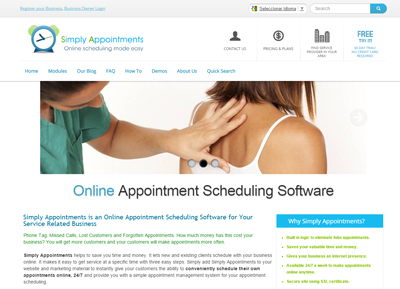 Register your Business Business Owner Login
Seleccionar idioma
Search
Simply Appointments
Online scheduling made easy
CONTACT US
PRICING & PLANS
FIND SERVICE PROVIDER IN YOUR AREA
FREE
TRY IT!
Home Modules Our Blog FAQ How To Demos About Us Quick Search
Online Appointment Scheduling Software
Simply Appointments is an Online Appointment Scheduling Software for Your
Service Related Business
Phone Tag, Missed Calls, Lost Customers and Forgotten Appointments. How much money has this cost your
business? You will get more customers and your customers will make appointments more often.
Simply Appointments helps to save you time and money. It lets new and existing clients schedule with your business
online. It makes it easy to get service at a specific time with three easy steps. Simply add Simply Appointments to your
website and marketing material to instantly give your customers the ability to conveniently schedule their own
appointments online, 24/7 and provide you with a simple appointment management system for your appointment
scheduling.
Why Simply Appointments?
Built in logic to eliminate fake appointments.
Saves you valuable time and money.
Gives your business an internet presence.
Available 24/7 a week to make appointments
online anytime.
Secure site using SSL certificate.